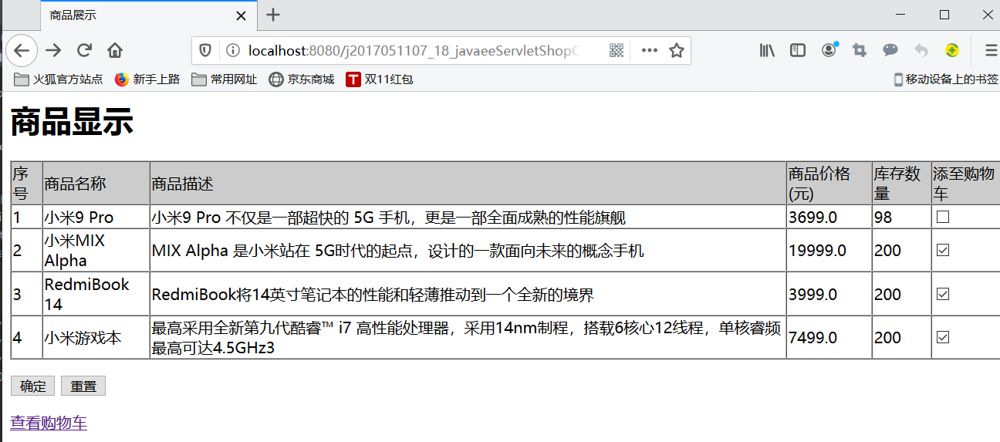 商品展示
localhost:8080/j2017051107_18_javaeeServletShopC
火狐官方站点 新手上路 常用网址 京东商城 T 双11红包 移动设备上的书签
商品显示
序号 商品名称 商品描述 商品价格(元) 库存数量 添至购物车
1 小米9 Pro 小米9 Pro 不仅是一部超快的 5G 手机，更是一部全面成熟的性能旗舰 3699.0 98
2 小米MIX Alpha MIX Alpha 是小米站在 5G时代的起点，设计的一款面向未来的概念手机 19999.0 200
3 RedmiBook 14 RedmiBook将14英寸笔记本的性能和轻薄推动到一个全新的境界 3999.0 200
4 小米游戏本 最高采用全新第九代酷睿™ i7 高性能处理器，采用14nm制程，搭载6核心12线程，单核睿频最高可达4.5GHz3 7499.0 200
确定 重置
查看购物车